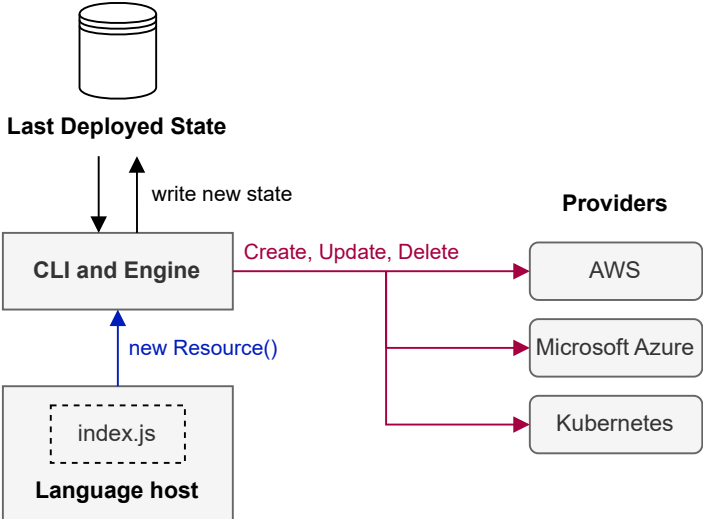 Last Deployed State
write new state
Providers
CLI and Engine
Create, Update, Delete
AWS
new Resource()
Microsoft Azure
index.js
Kubernetes
Language host